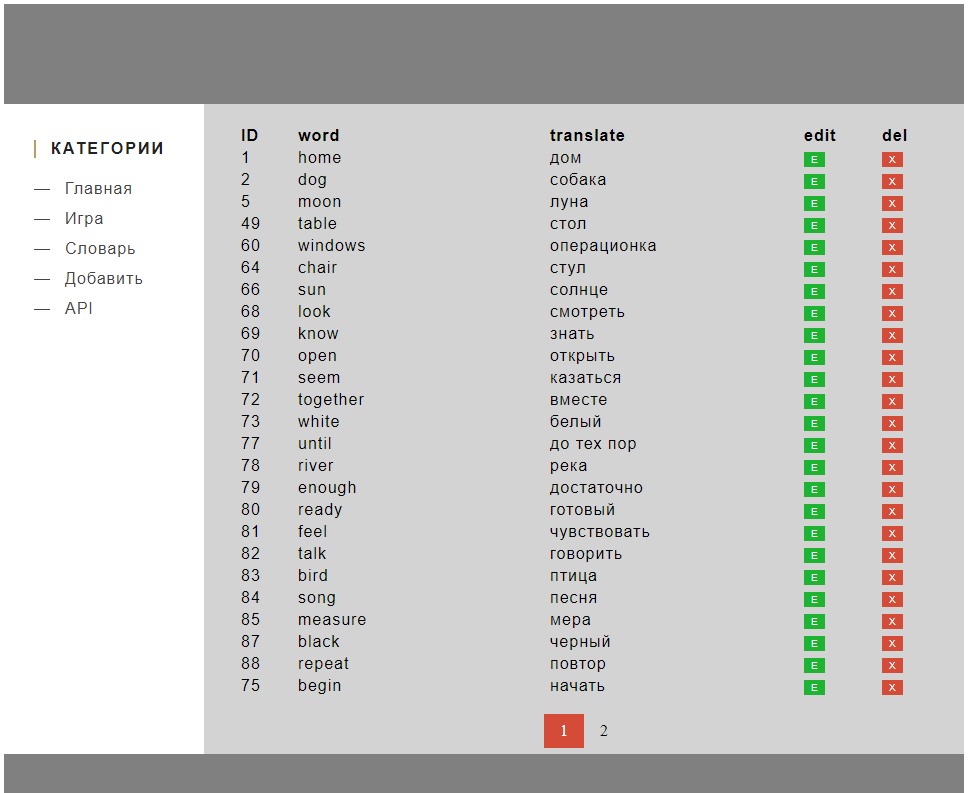 КАТЕГОРИИ
— Главная
— Игра
— Словарь
— Добавить
— API
ID word translate edit del
1 home дом E X
2 dog собака E X
5 moon луна E X
49 table стол E X
60 windows операционка E X
64 chair стул E X
66 sun солнце E X
68 look смотреть E X
69 know знать E X
70 open открыть E X
71 seem казаться E X
72 together вместе E X
73 white белый E X
77 until до тех пор E X
78 river река E X
79 enough достаточно E X
80 ready готовый E X
81 feel чувствовать E X
82 talk говорить E X
83 bird птица E X
84 song песня E X
85 measure мера E X
87 black черный E X
88 repeat повтор E X
75 begin начать E X
1 2